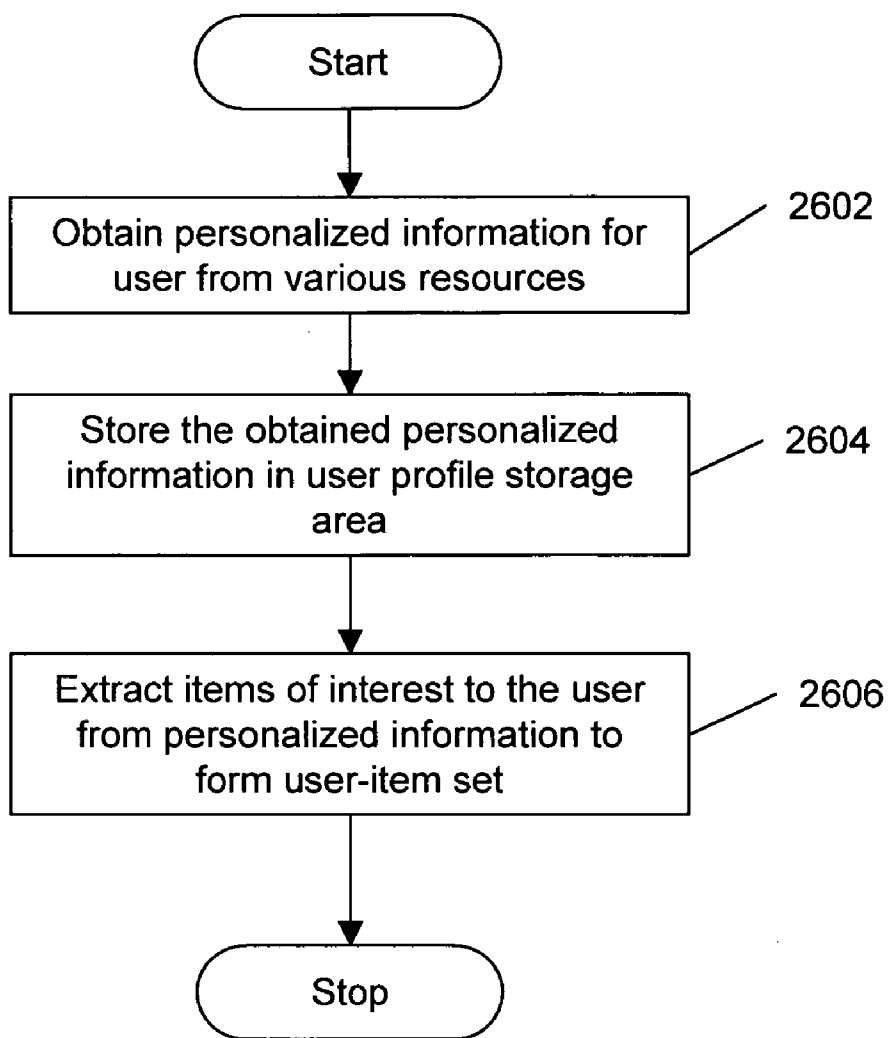 Start
2602
Obtain personalized information for
user from various resources
2604
Store the obtained personalized
information in user profile storage
area
2606
Extract items of interest to the user
from personalized information to
form user-item set
Stop